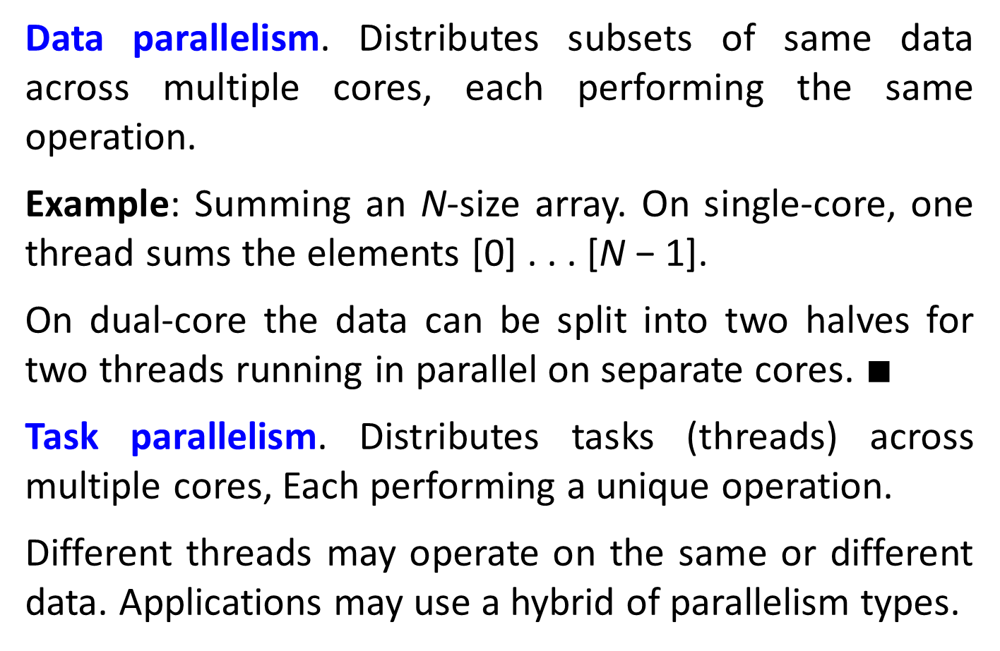 Data parallelism. Distributes subsets of same data
across multiple cores, each performing the same
operation.
Example: Summing an N-size array. On single-core, one
thread sums the elements [0] . . . [N − 1].
On dual-core the data can be split into two halves for
two threads running in parallel on separate cores. ■
Task parallelism. Distributes tasks (threads) across
multiple cores, Each performing a unique operation.
Different threads may operate on the same or different
data. Applications may use a hybrid of parallelism types.